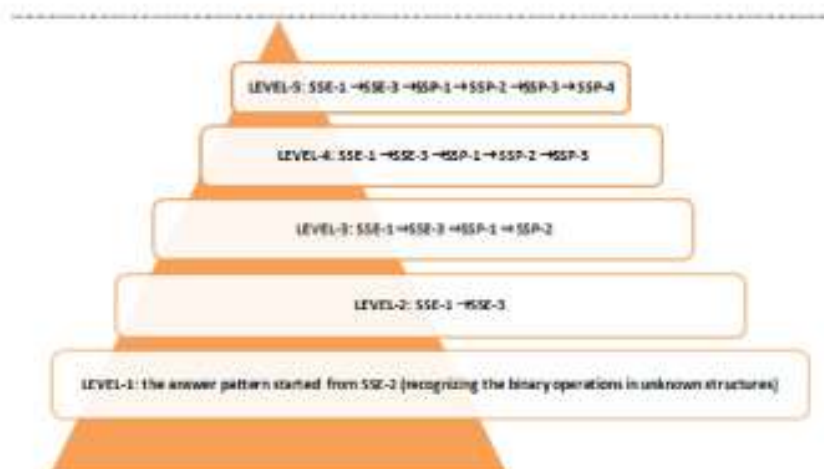 LEVEL-5: SSE-1 →SSE-3 →SSP-1 → SSP-2 →SSP-3 → SSP-4
LEVEL-4: SSE-1 →SSE-3 →SSP-1 → SSP-2 →SSP-3
LEVEL-3: SSE-1 →SSE-3 →SSP-1 → SSP-2
LEVEL-2: SSE-1 →SSE-3
LEVEL-1: the answer pattern started from SSE-2 (recognizing the binary operations in unknown structures)